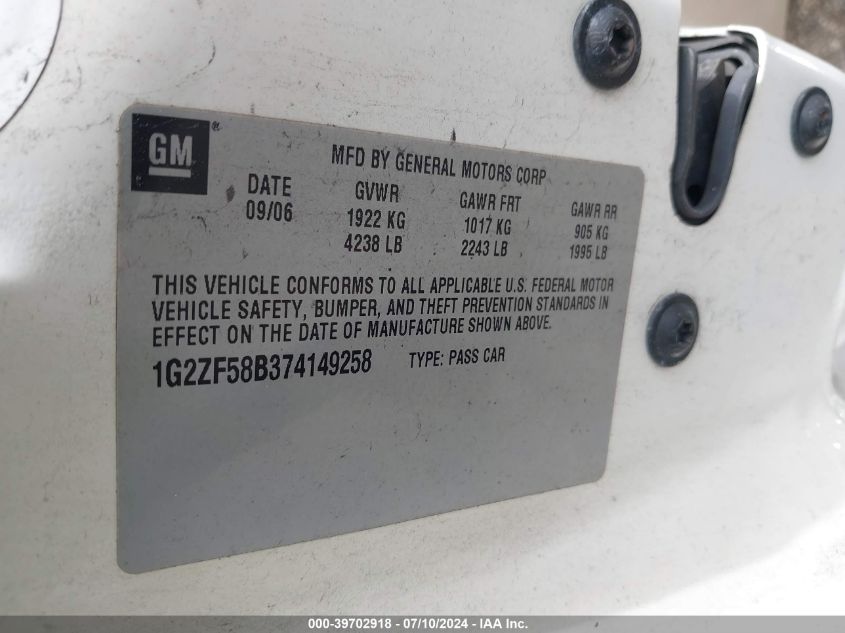 GM®
MFD BY GENERAL MOTORS CORP
DATE GVWR GAWR FRT GAWR RR
09/06 1922 KG 1017 KG 905 KG
4238 LB 2243 LB 1995 LB
THIS VEHICLE CONFORMS TO ALL APPLICABLE U.S. FEDERAL MOTOR
VEHICLE SAFETY, BUMPER, AND THEFT PREVENTION STANDARDS IN
EFFECT ON THE DATE OF MANUFACTURE SHOWN ABOVE.
1G2ZF58B374149258 TYPE: PASS CAR
000-39702918 - 07/10/2024 - IAA, Inc.